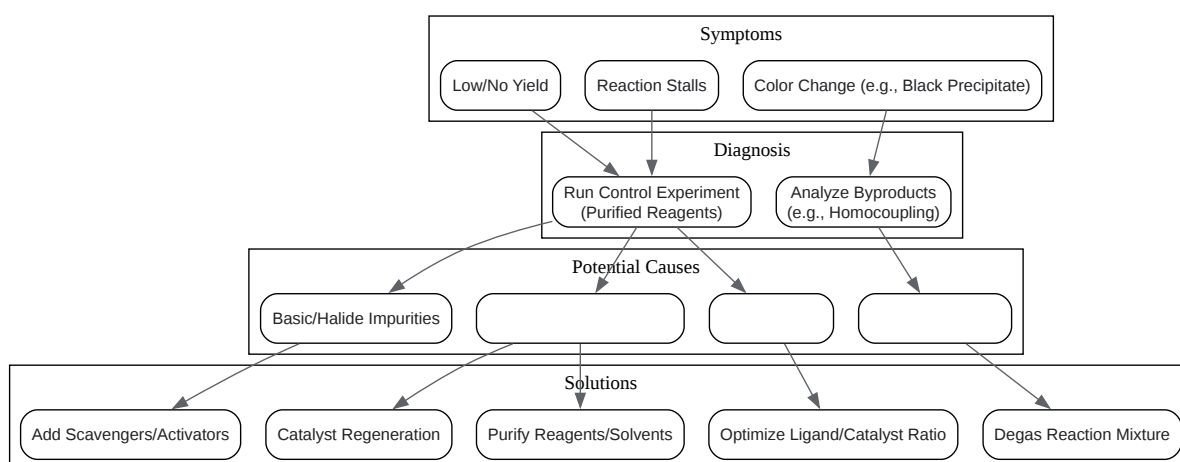 Symptoms
Low/No Yield
Reaction Stalls
Color Change (e.g., Black Precipitate)
Diagnosis
Run Control Experiment
(Purified Reagents)
Analyze Byproducts
(e.g., Homocoupling)
Potential Causes
Basic/Halide Impurities
Solutions
Add Scavengers/Activators
Catalyst Regeneration
Purify Reagents/Solvents
Optimize Ligand/Catalyst Ratio
Degas Reaction Mixture